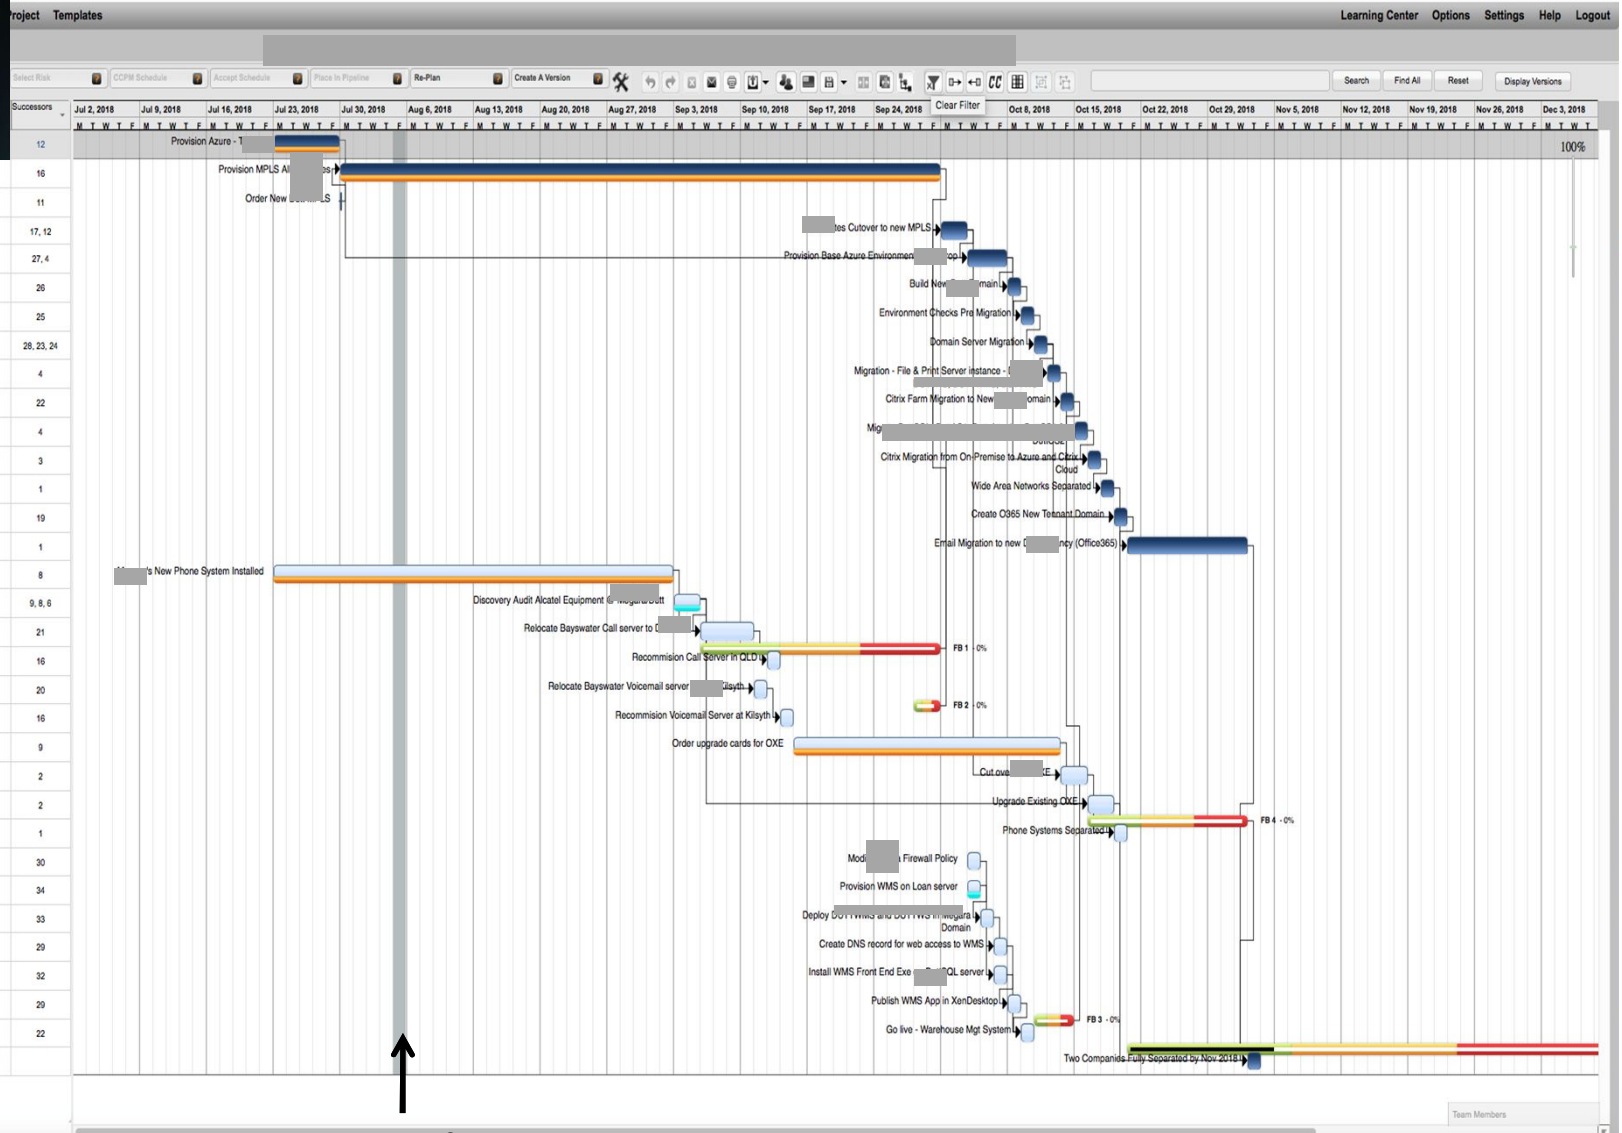 Project Templates Learning Center Options Settings Help Logout
Select Risk CCPM Schedule Accept Schedule Place In Pipeline Re-Plan Create A Version Search Find All Reset Display Versions
Clear Filter
Successors Jul 2, 2018 Jul 9, 2018 Jul 16, 2018 Jul 23, 2018 Jul 30, 2018 Aug 6, 2018 Aug 13, 2018 Aug 20, 2018 Aug 27, 2018 Sep 3, 2018 Sep 10, 2018 Sep 17, 2018 Sep 24, 2018 Oct 8, 2018 Oct 15, 2018 Oct 22, 2018 Oct 29, 2018 Nov 5, 2018 Nov 12, 2018 Nov 19, 2018 Nov 26, 2018 Dec 3, 2018
M T W T F M T W T F M T W T F M T W T F M T W T F M T W T F M T W T F M T W T F M T W T F M T W T F M T W T F M T W T F M T W T F M T W T F M T W T F M T W T F M T W T F M T W T F M T W T F M T W T F M T W T F M T W T F M T W T
12 Provision Azure - 100%
16 Provision MPLS
11 Order New
17, 12 Cutover to new MPLS
27, 4 Provision Base Azure
26 Build
25 Environment Checks Pre Migration
28, 23, 24 Domain Server Migration
4 Migration - File & Print Server instance -
22 Citrix Farm Migration to New
4
3 Citrix Migration from On-Premise to Azure and Citrix
Cloud
1 Wide Area Networks Separated
19 Create O365 New Tennant Domain
1 Email Migration to new (Office365)
8 's New Phone System Installed
9, 8, 6 Discovery Audit Alcatel Equipment
21 Relocate Bayswater Call server to
FB 1 - 0%
16 Recommision Call Server in QLD
20 Relocate Bayswater Voicemail server
FB 2 - 0%
16 Recommision Voicemail Server at Kilsyth
9 Order upgrade cards for OXE
2 Cut
2 Upgrade Existing OXE
FB 4 - 0%
1 Phone Systems Separated
30 Firewall Policy
34 Provision WMS on Loan server
33 Deploy
Domain
29 Create DNS record for web access to WMS
32 Install WMS Front End Exe server
29 Publish WMS App in XenDesktop
FB 3 - 0%
22 Go live - Warehouse Mgt System
Two Companies Fully Separated by Nov 2018
Team Members